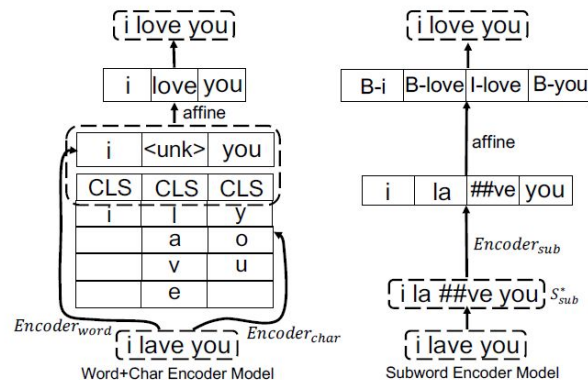 i love you
i love you
affine
i <unk> you
CLS CLS CLS
i l y
a o
v u
e
Encoder_word
Encoder_char
i lave you
Word+Char Encoder Model
i love you
B-i B-love I-love B-you
affine
i la ##ve you
Encoder_sub
i la ##ve you S*_sub
i lave you
Subword Encoder Model